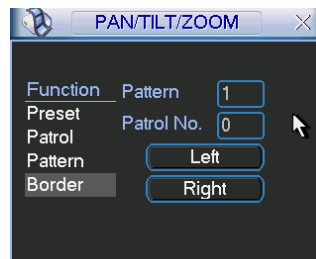 PAN/TILT/ZOOM
Function
Preset
Patrol
Pattern
Border
Pattern 1
Patrol No. 0
Left
Right